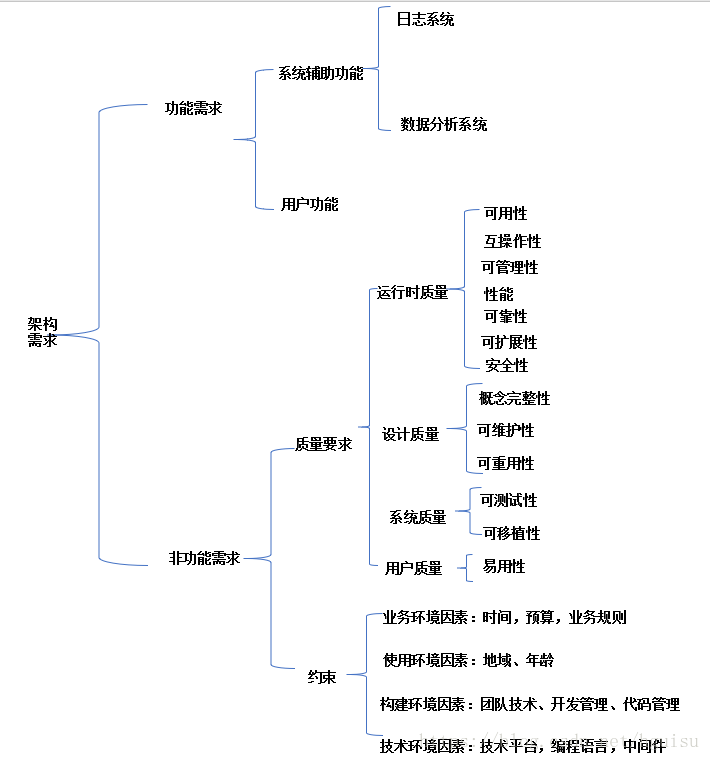 日志系统
系统辅助功能
功能需求
数据分析系统
用户功能
可用性
互操作性
可管理性
运行时质量
性能
可靠性
架构
需求
可扩展性
安全性
概念完整性
设计质量
可维护性
质量要求
可重用性
可测试性
系统质量
可移植性
非功能需求
用户质量
易用性
业务环境因素：时间，预算，业务规则
使用环境因素：地域、年龄
约束
构建环境因素：团队技术、开发管理、代码管理
技术环境因素：技术平台，编程语言，中间件